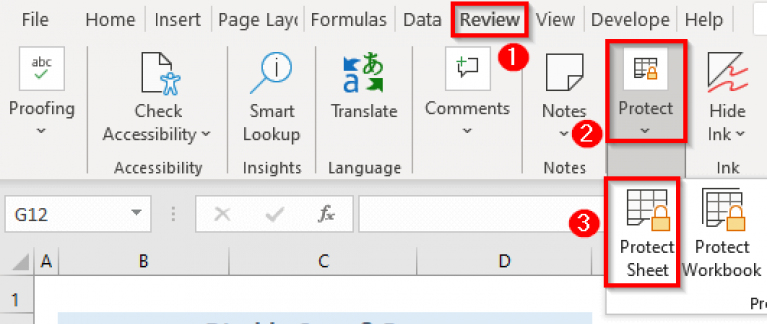 File Home Insert Page Layo Formulas Data Review View Develope Help
1
abc
Proofing Check Accessibility Smart Lookup Translate Comments Notes Protect Hide Ink
2
Accessibility Insights Language Notes Ink
G12 fx
3
Protect Sheet Protect Workbook
A B C D
Pr
1